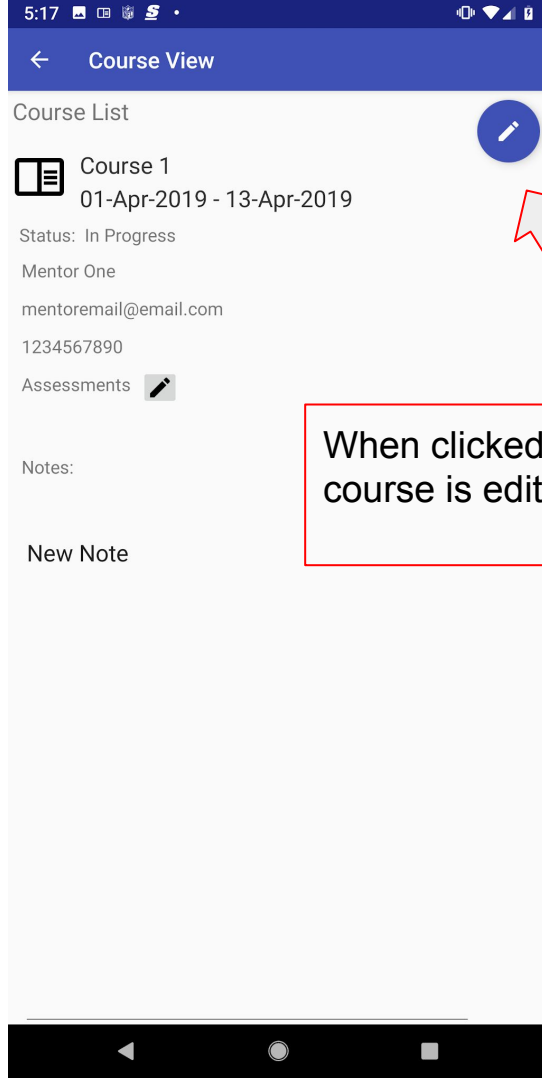 5:17
Course View
Course List
Course 1
01-Apr-2019 - 13-Apr-2019
Status: In Progress
Mentor One
mentoremail@email.com
1234567890
Assessments
When clicked
course is edit
Notes:
New Note